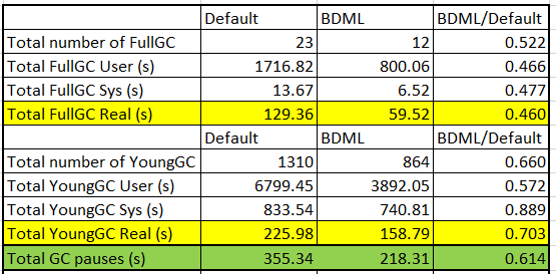 Default BDML BDML/Default
Total number of FullGC 23 12 0.522
Total FullGC User (s) 1716.82 800.06 0.466
Total FullGC Sys (s) 13.67 6.52 0.477
Total FullGC Real (s) 129.36 59.52 0.460
Default BDML BDML/Default
Total number of YoungGC 1310 864 0.660
Total YoungGC User (s) 6799.45 3892.05 0.572
Total YoungGC Sys (s) 833.54 740.81 0.889
Total YoungGC Real (s) 225.98 158.79 0.703
Total GC pauses (s) 355.34 218.31 0.614